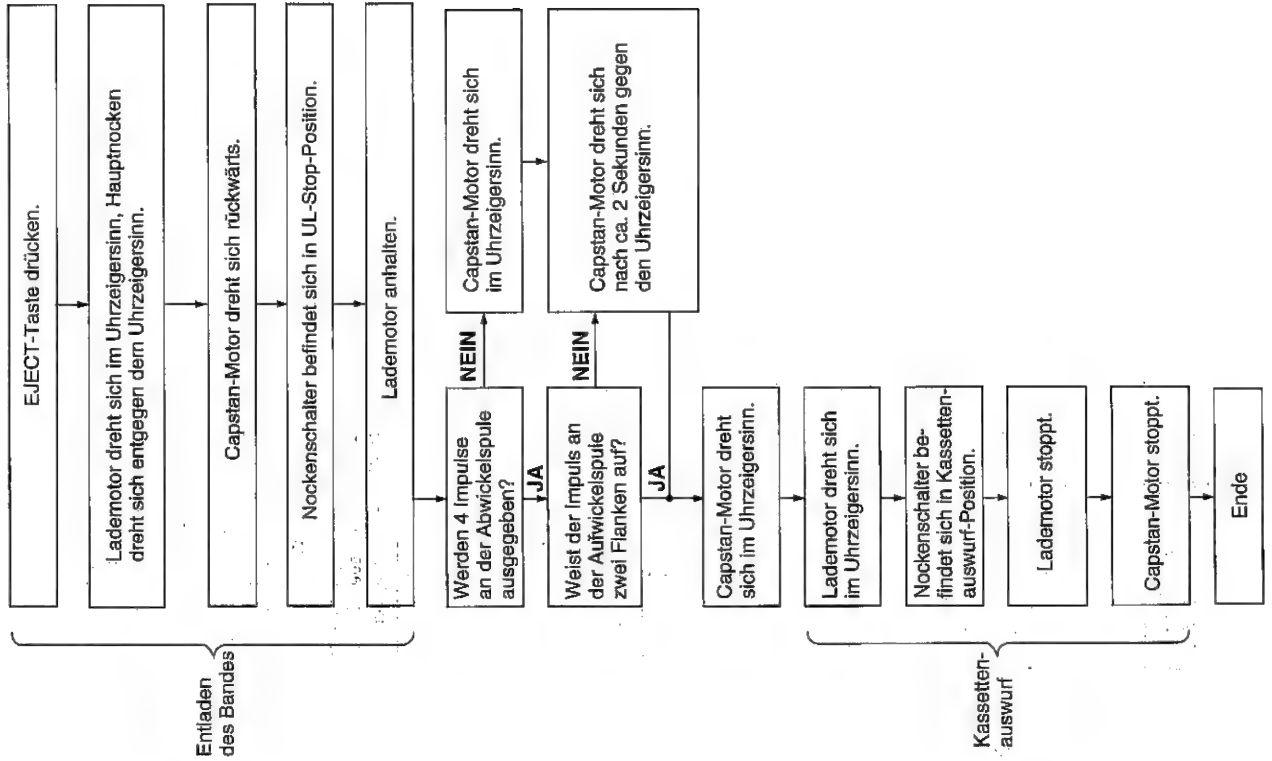 EJECT-Taste drücken.
Lademotor dreht sich im Uhrzeigersinn, Hauptnocken
dreht sich entgegen dem Uhrzeigersinn.
Capstan-Motor dreht sich rückwärts.
Nockenschalter befindet sich in UL-Stop-Position.
Lademotor anhalten.
Entladen
des Bandes
Werden 4 Impulse
an der Abwickelspule
ausgegeben?
NEIN
Capstan-Motor dreht sich
im Uhrzeigersinn.
JA
Weist der Impuls an
der Aufwickelspule
zwei Flanken auf?
NEIN
Capstan-Motor dreht sich
nach ca. 2 Sekunden gegen
den Uhrzeigersinn.
JA
Capstan-Motor dreht
sich im Uhrzeigersinn.
Lademotor dreht sich
im Uhrzeigersinn.
Nockenschalter be-
findet sich in Kassetten-
auswurf-Position.
Lademotor stoppt.
Capstan-Motor stoppt.
Kassetten-
auswurf
Ende